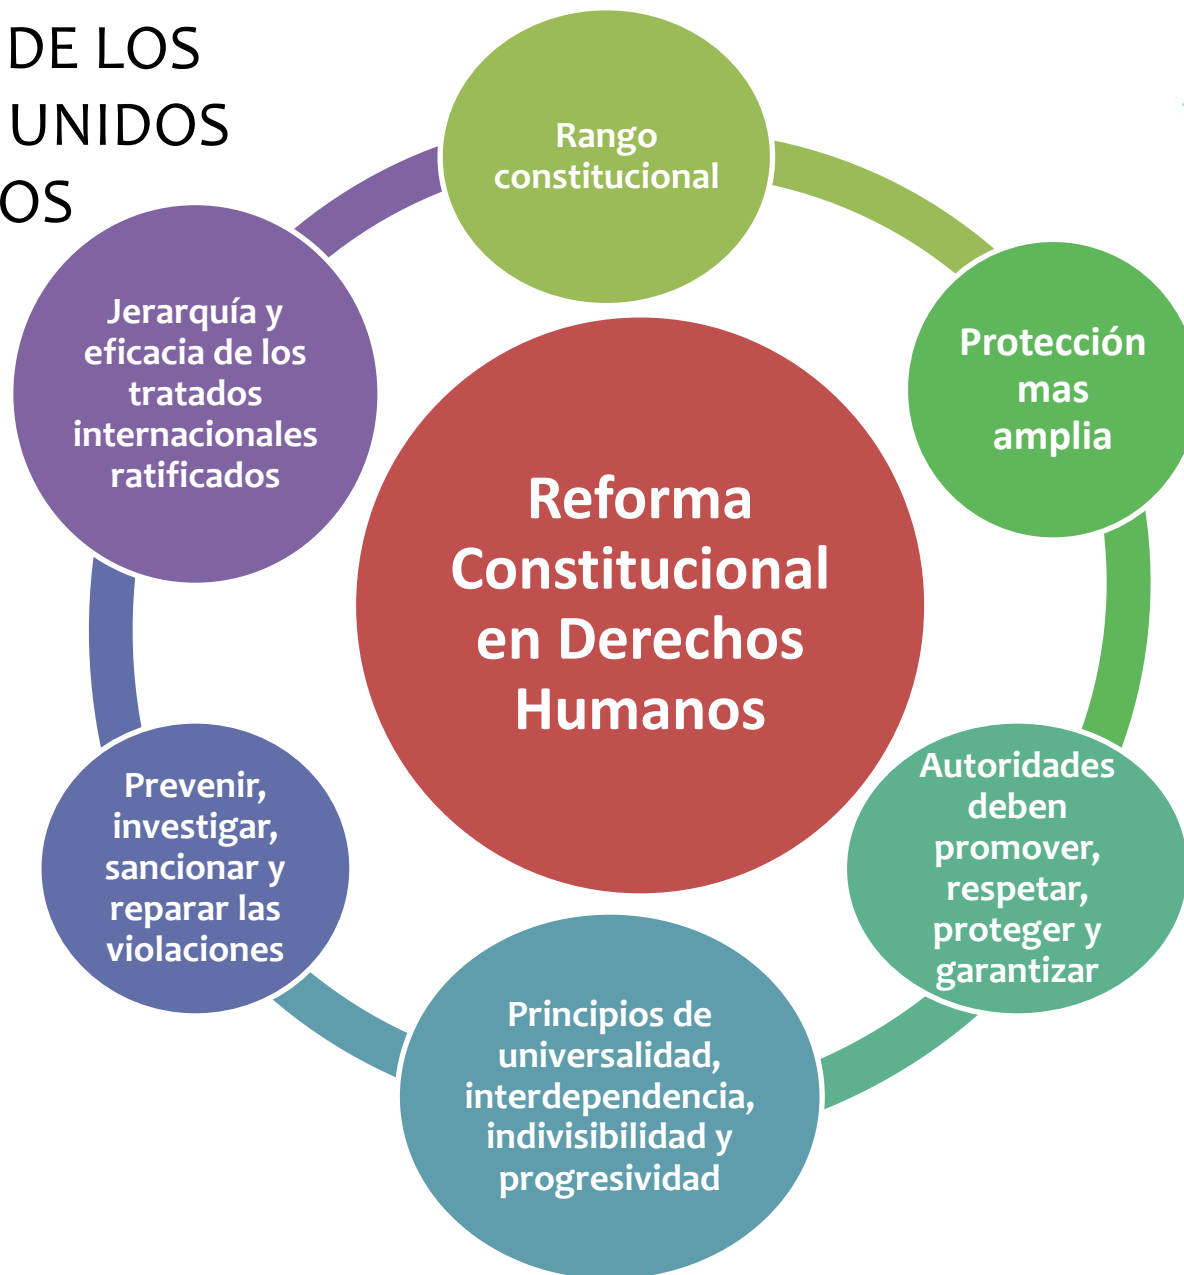 DE LOS
UNIDOS
OS
Rango
constitucional
Protección
mas
amplia
Autoridades
deben
promover,
respetar,
proteger y
garantizar
Principios de
universalidad,
interdependencia,
indivisibilidad y
progresividad
Prevenir,
investigar,
sancionar y
reparar las
violaciones
Jerarquía y
eficacia de los
tratados
internacionales
ratificados
Reforma
Constitucional
en Derechos
Humanos